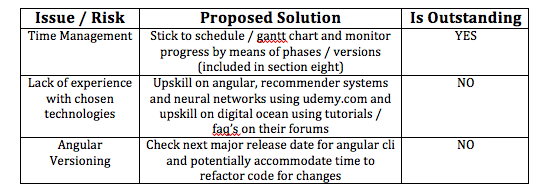 Issue / Risk Proposed Solution Is Outstanding
Time Management Stick to schedule / gantt chart and monitor YES
progress by means of phases / versions
(included in section eight)
Lack of experience Upskill on angular, recommender systems NO
with chosen and neural networks using udemy.com and
technologies upskill on digital ocean using tutorials /
faq's on their forums
Angular Check next major release date for angular cli NO
Versioning and potentially accommodate time to
refactor code for changes